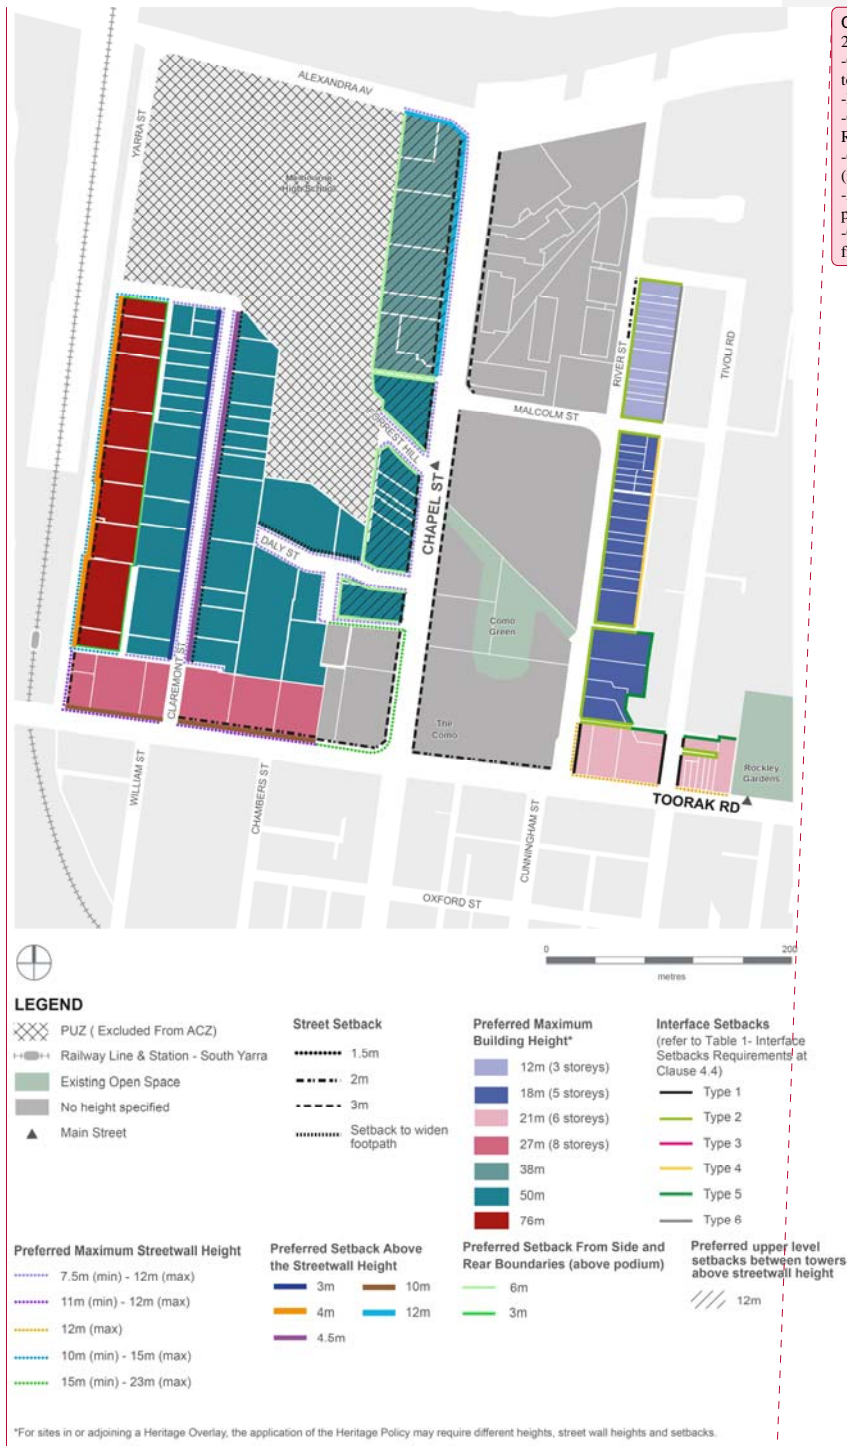 C
2
-
to
-
-
R
-
(
-
p
-
f
ALEXANDRA AV
YARRA ST
Melbourne
High School
RIVER ST
TIVOLI RD
MALCOLM ST
FORREST HILL
CHAPEL ST
DALY ST
Como
Green
CLAREMONT ST
The
Como
Rockley
Gardens
TOORAK RD
WILLIAM ST
CHAMBERS ST
CUNNINGHAM ST
OXFORD ST
0 200
metres
LEGEND
PUZ ( Excluded From ACZ)
Railway Line & Station - South Yarra
Existing Open Space
No height specified
Main Street
Street Setback
1.5m
2m
3m
Setback to widen
footpath
Preferred Maximum
Building Height*
12m (3 storeys)
18m (5 storeys)
21m (6 storeys)
27m (8 storeys)
38m
50m
76m
Interface Setbacks
(refer to Table 1- Interface
Setbacks Requirements at
Clause 4.4)
Type 1
Type 2
Type 3
Type 4
Type 5
Type 6
Preferred Maximum Streetwall Height
7.5m (min) - 12m (max)
11m (min) - 12m (max)
12m (max)
10m (min) - 15m (max)
15m (min) - 23m (max)
Preferred Setback Above
the Streetwall Height
3m
4m
4.5m
10m
12m
Preferred Setback From Side and
Rear Boundaries (above podium)
6m
3m
Preferred upper level
setbacks between towers
above streetwall height
12m
*For sites in or adjoining a Heritage Overlay, the application of the Heritage Policy may require different heights, street wall heights and setbacks.